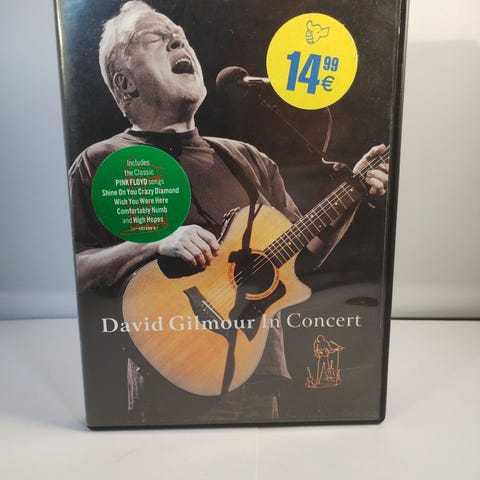 14 99
€
Includes
the Classic
PINK FLOYD songs
Shine On You Crazy Diamond
Wish You Were Here
Comfortably Numb
and High Hopes
David Gilmour In Concert